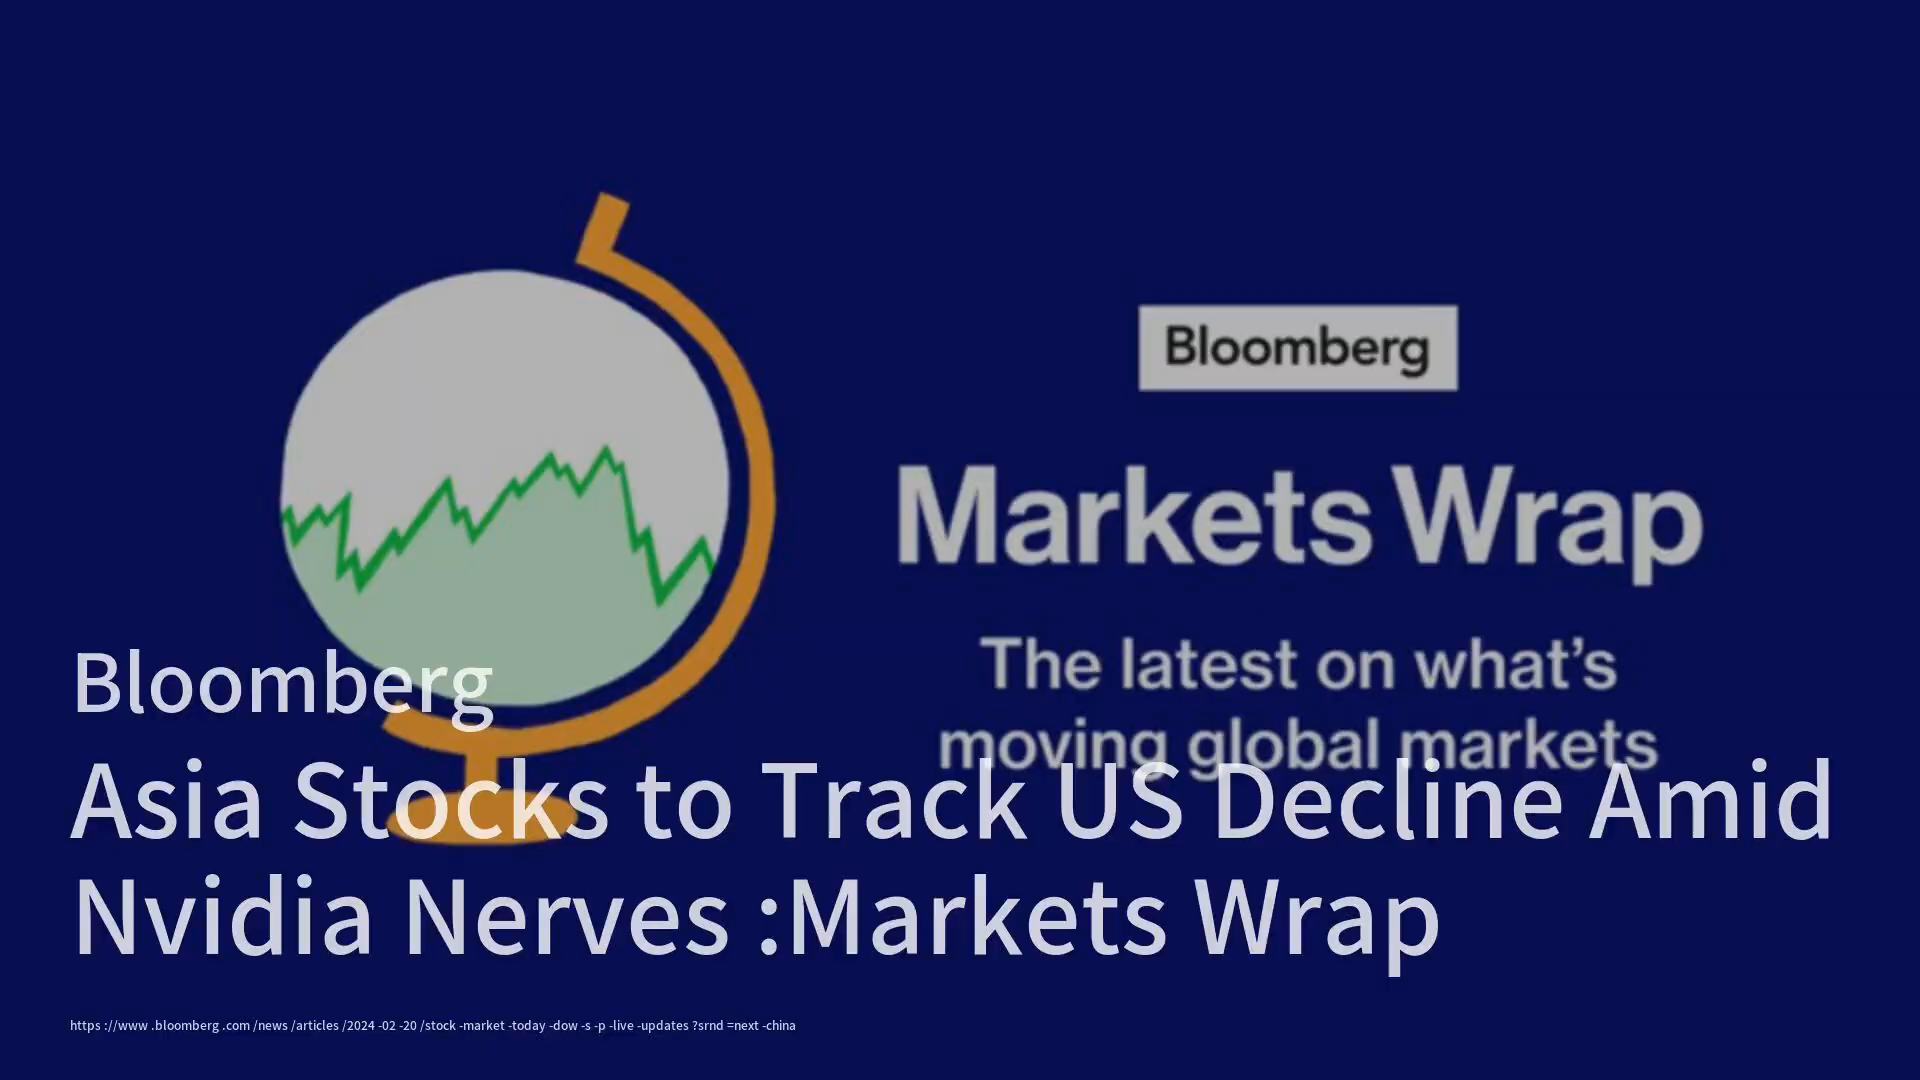 Bloomberg
Markets Wrap
The latest on what's
moving global markets
Bloomberg
Asia Stocks to Track US Decline Amid
Nvidia Nerves :Markets Wrap
https ://www .bloomberg .com /news /articles /2024 -02 -20 /stock -market -today -dow -s -p -live -updates ?srnd =next -china